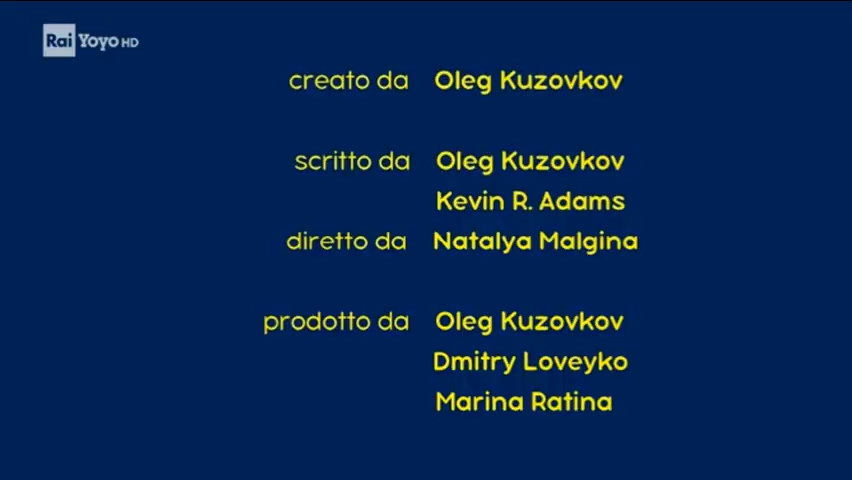 Rai Yoyo HD
creato da Oleg Kuzovkov
scritto da Oleg Kuzovkov
Kevin R. Adams
diretto da Natalya Malgina
prodotto da Oleg Kuzovkov
Dmitry Loveyko
Marina Ratina